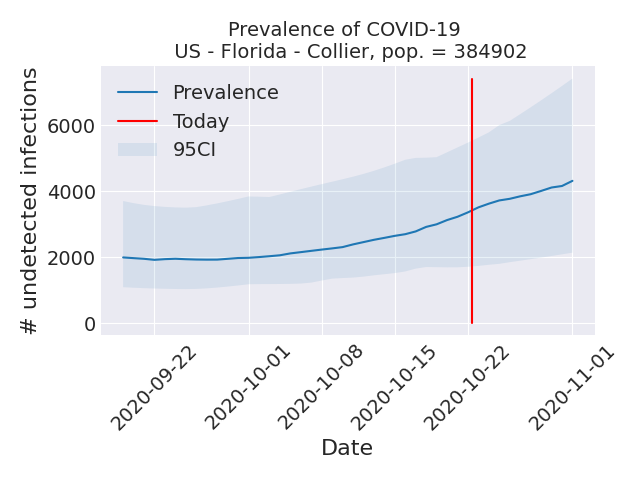 Prevalence of COVID-19
US - Florida - Collier, pop. = 384902
# undetected infections
6000
4000
2000
0
Prevalence
Today
95CI
2020-09-22
2020-10-01
2020-10-08
2020-10-15
2020-10-22
2020-11-01
Date